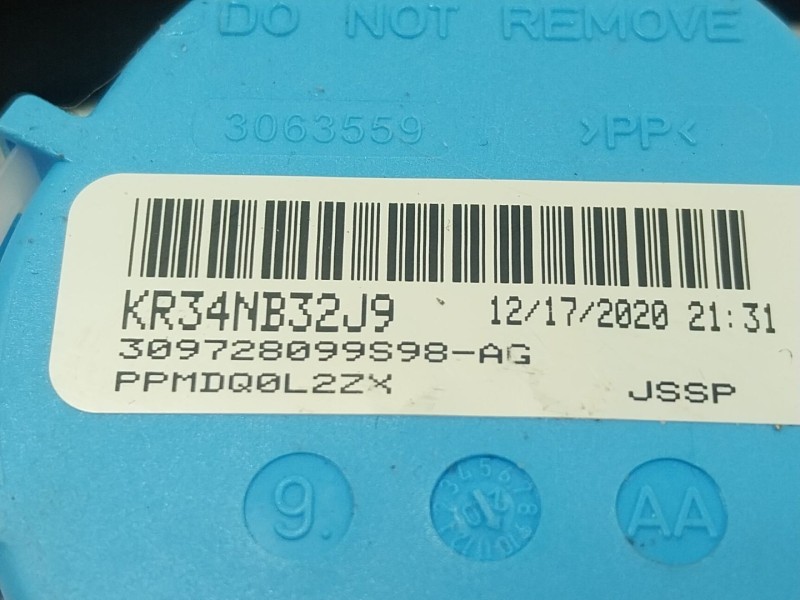 DO NOT REMOVE
3063559 >PP<
KR34NB32J9 12/17/2020 21:31
309728099S98-AG
PPMDQ0L2ZX JSSP
9. AA